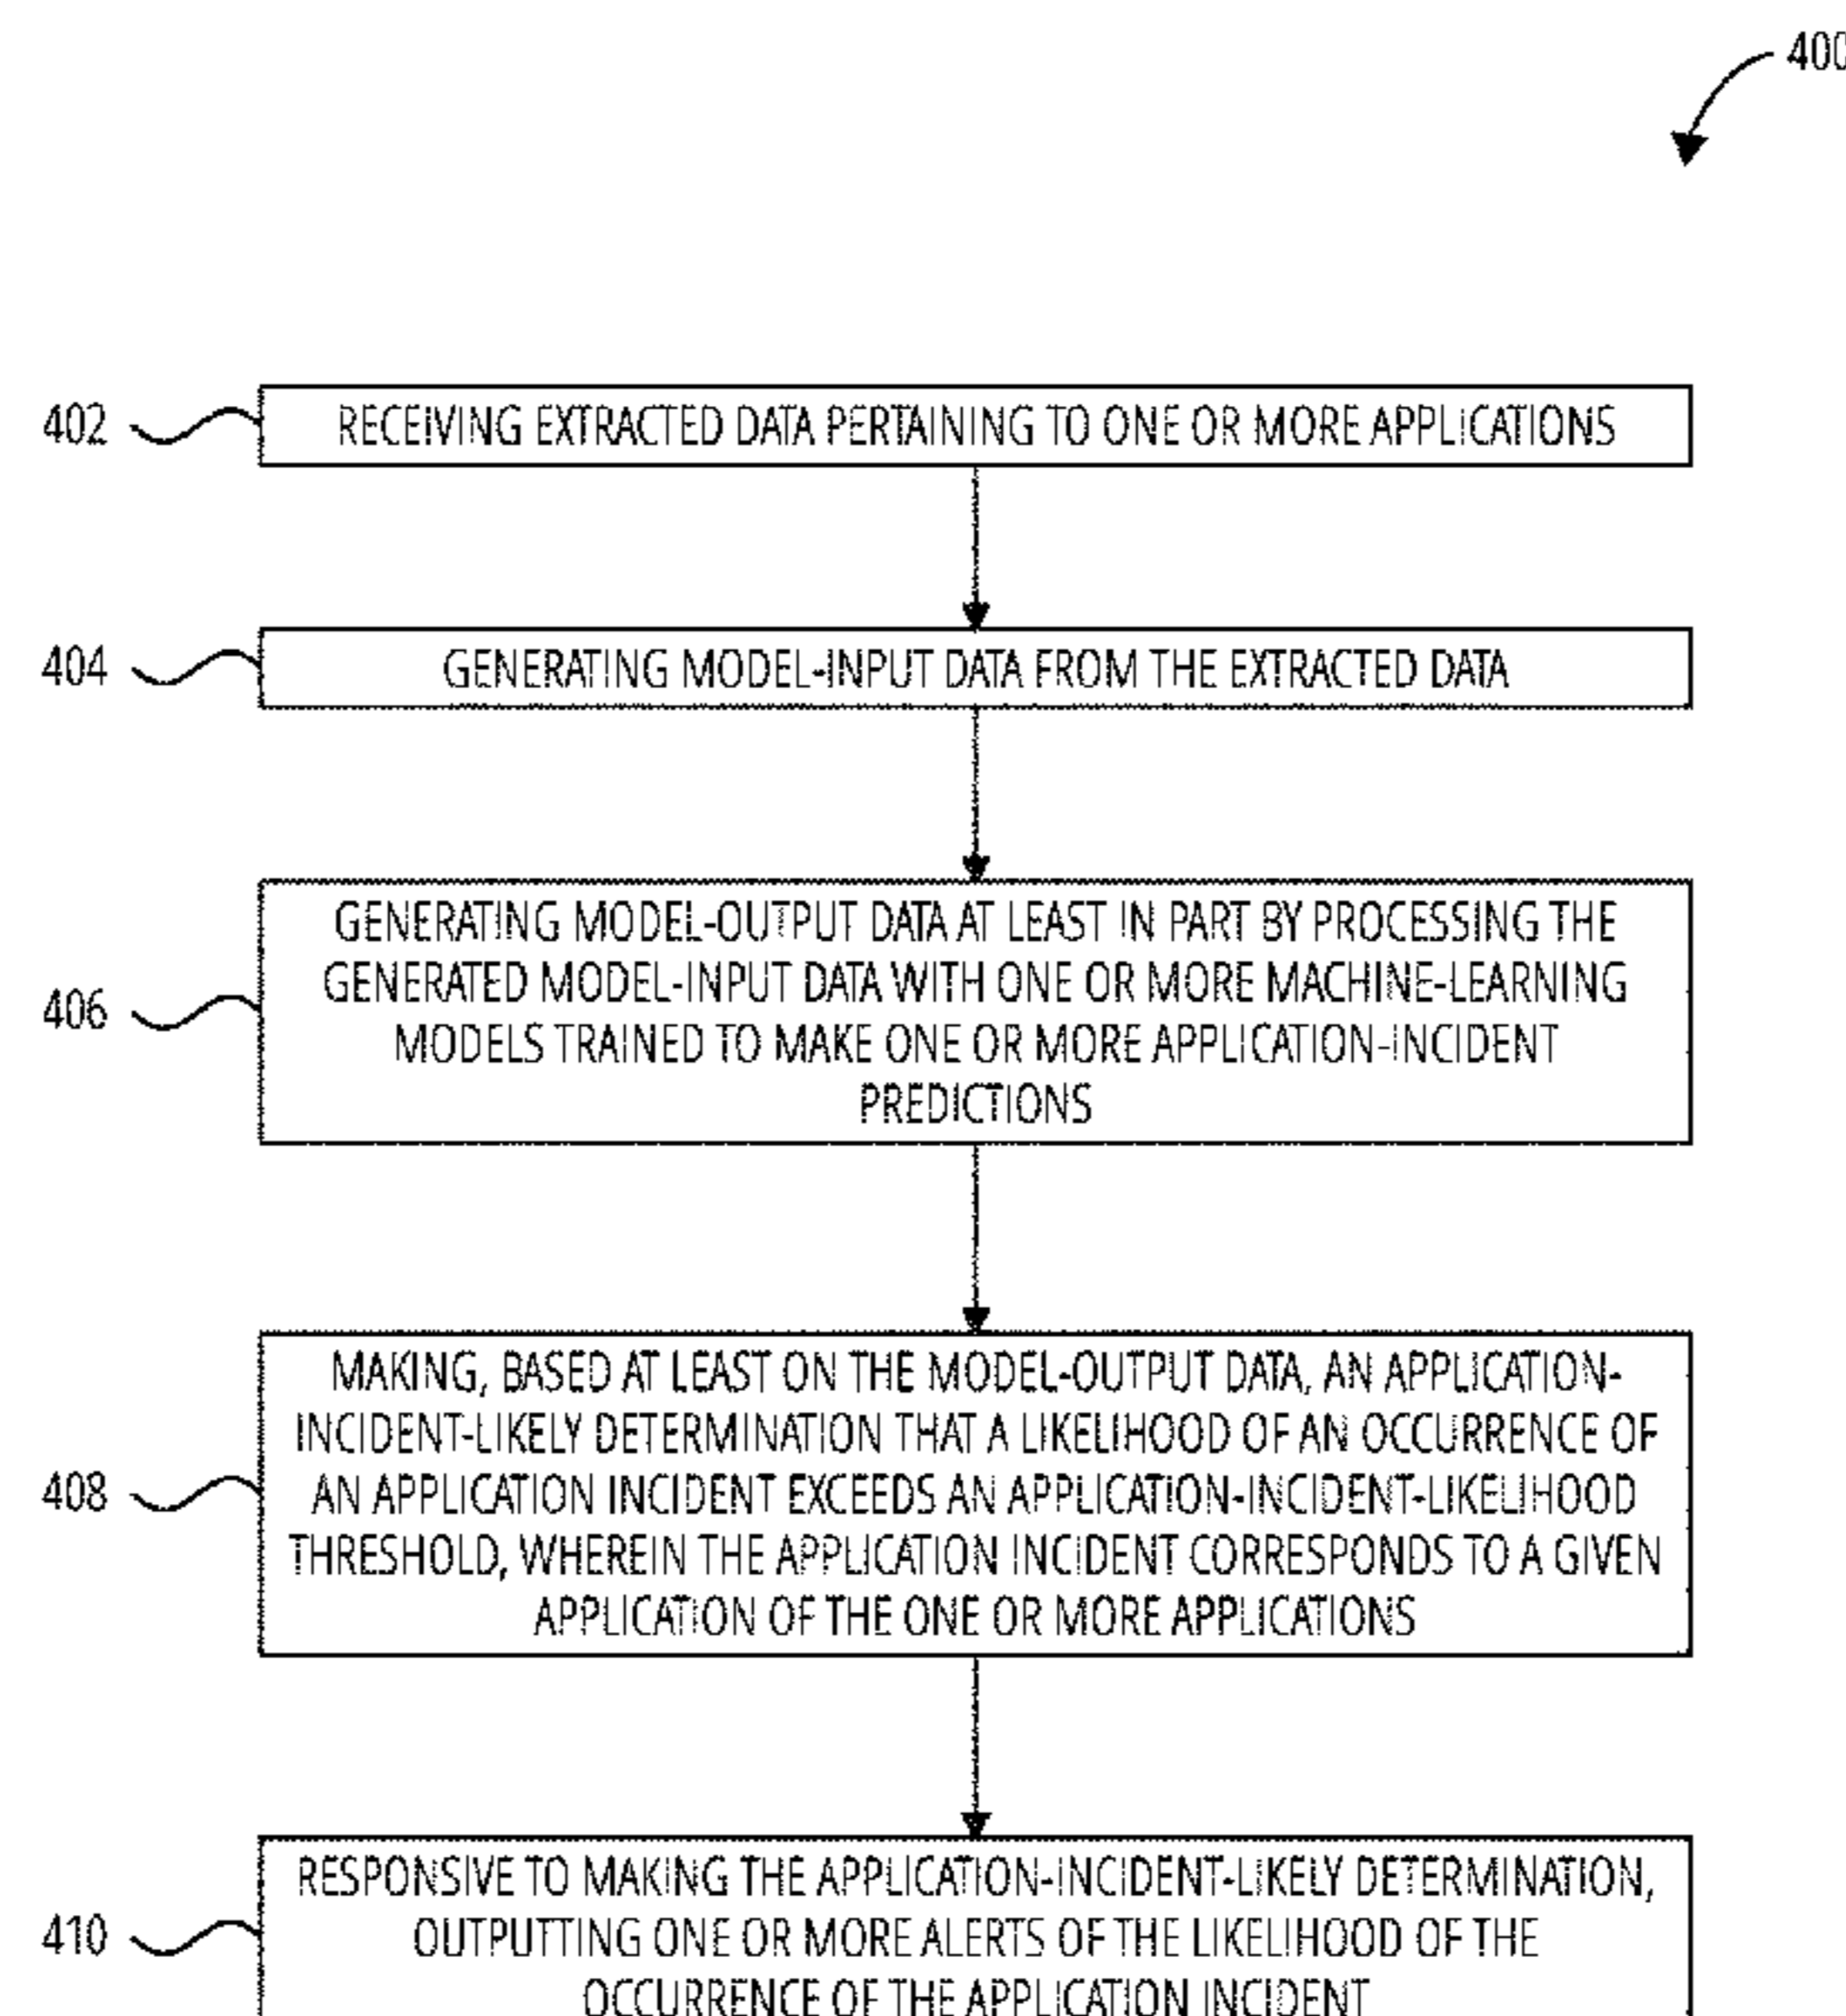 400
402
RECEIVING EXTRACTED DATA PERTAINING TO ONE OR MORE APPLICATIONS
404
GENERATING MODEL-INPUT DATA FROM THE EXTRACTED DATA
406
GENERATING MODEL-OUTPUT DATA AT LEAST IN PART BY PROCESSING THE
GENERATED MODEL-INPUT DATA WITH ONE OR MORE MACHINE-LEARNING
MODELS TRAINED TO MAKE ONE OR MORE APPLICATION-INCIDENT
PREDICTIONS
408
MAKING, BASED AT LEAST ON THE MODEL-OUTPUT DATA, AN APPLICATION-
INCIDENT-LIKELY DETERMINATION THAT A LIKELIHOOD OF AN OCCURRENCE OF
AN APPLICATION INCIDENT EXCEEDS AN APPLICATION-INCIDENT-LIKELIHOOD
THRESHOLD, WHEREIN THE APPLICATION INCIDENT CORRESPONDS TO A GIVEN
APPLICATION OF THE ONE OR MORE APPLICATIONS
410
RESPONSIVE TO MAKING THE APPLICATION-INCIDENT-LIKELY DETERMINATION,
OUTPUTTING ONE OR MORE ALERTS OF THE LIKELIHOOD OF THE
OCCURRENCE OF THE APPLICATION INCIDENT